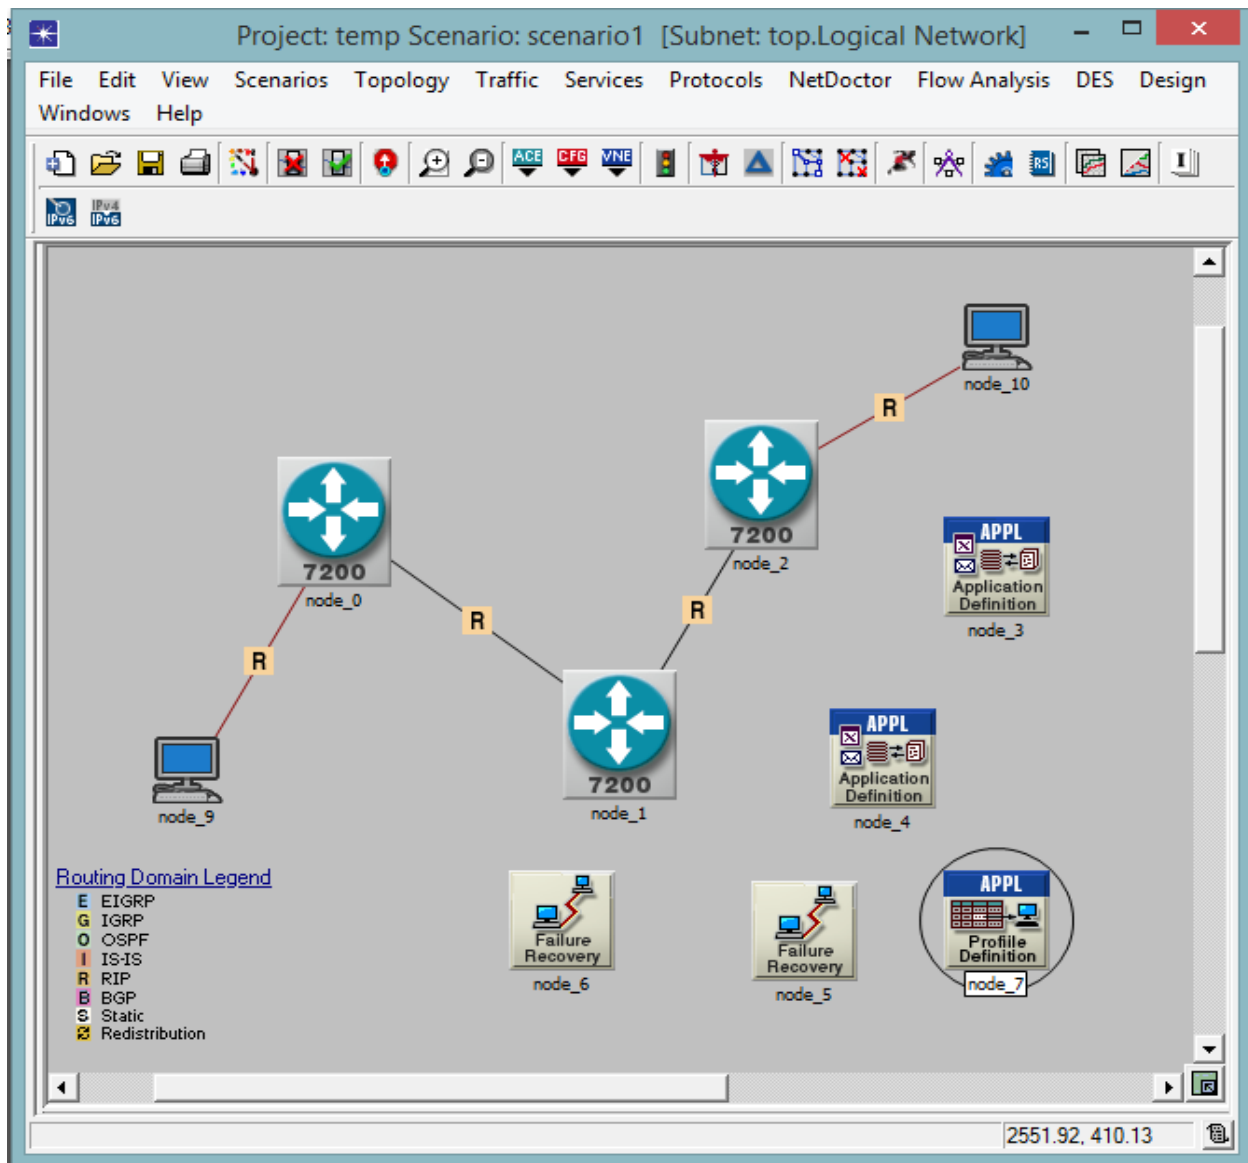 Project: temp Scenario: scenario1 [Subnet: top.Logical Network]
File Edit View Scenarios Topology Traffic Services Protocols NetDoctor Flow Analysis DES Design
Windows Help
ACE CFG VNE RS I
IPv6 IPv4 IPv6
node_10
R
7200
node_2
7200
node_0
APPL
Application
Definition
node_3
R
R
R
7200
node_1
APPL
Application
Definition
node_4
node_9
Routing Domain Legend
E EIGRP
G IGRP
O OSPF
I IS-IS
R RIP
B BGP
S Static
Redistribution
Failure
Recovery
node_6
Failure
Recovery
node_5
APPL
Profiile
Definition
node_7
2551.92, 410.13